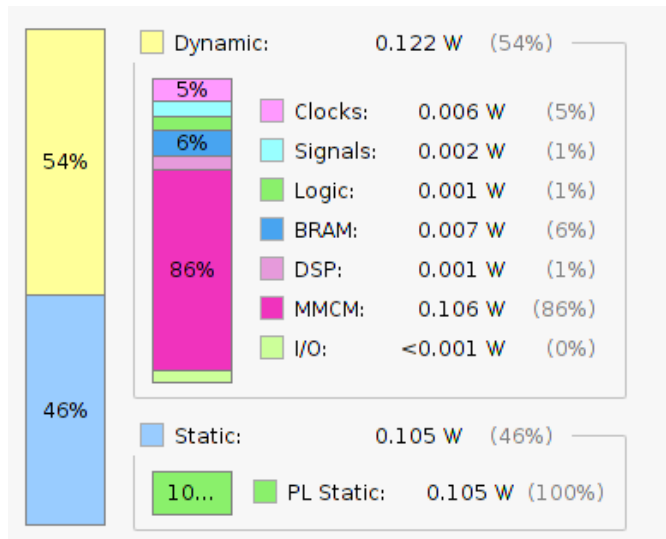 Dynamic: 0.122 W (54%)
5%
Clocks: 0.006 W (5%)
6%
Signals: 0.002 W (1%)
54%
Logic: 0.001 W (1%)
BRAM: 0.007 W (6%)
86%
DSP: 0.001 W (1%)
MMCM: 0.106 W (86%)
I/O: <0.001 W (0%)
46%
Static: 0.105 W (46%)
10...
PL Static: 0.105 W (100%)